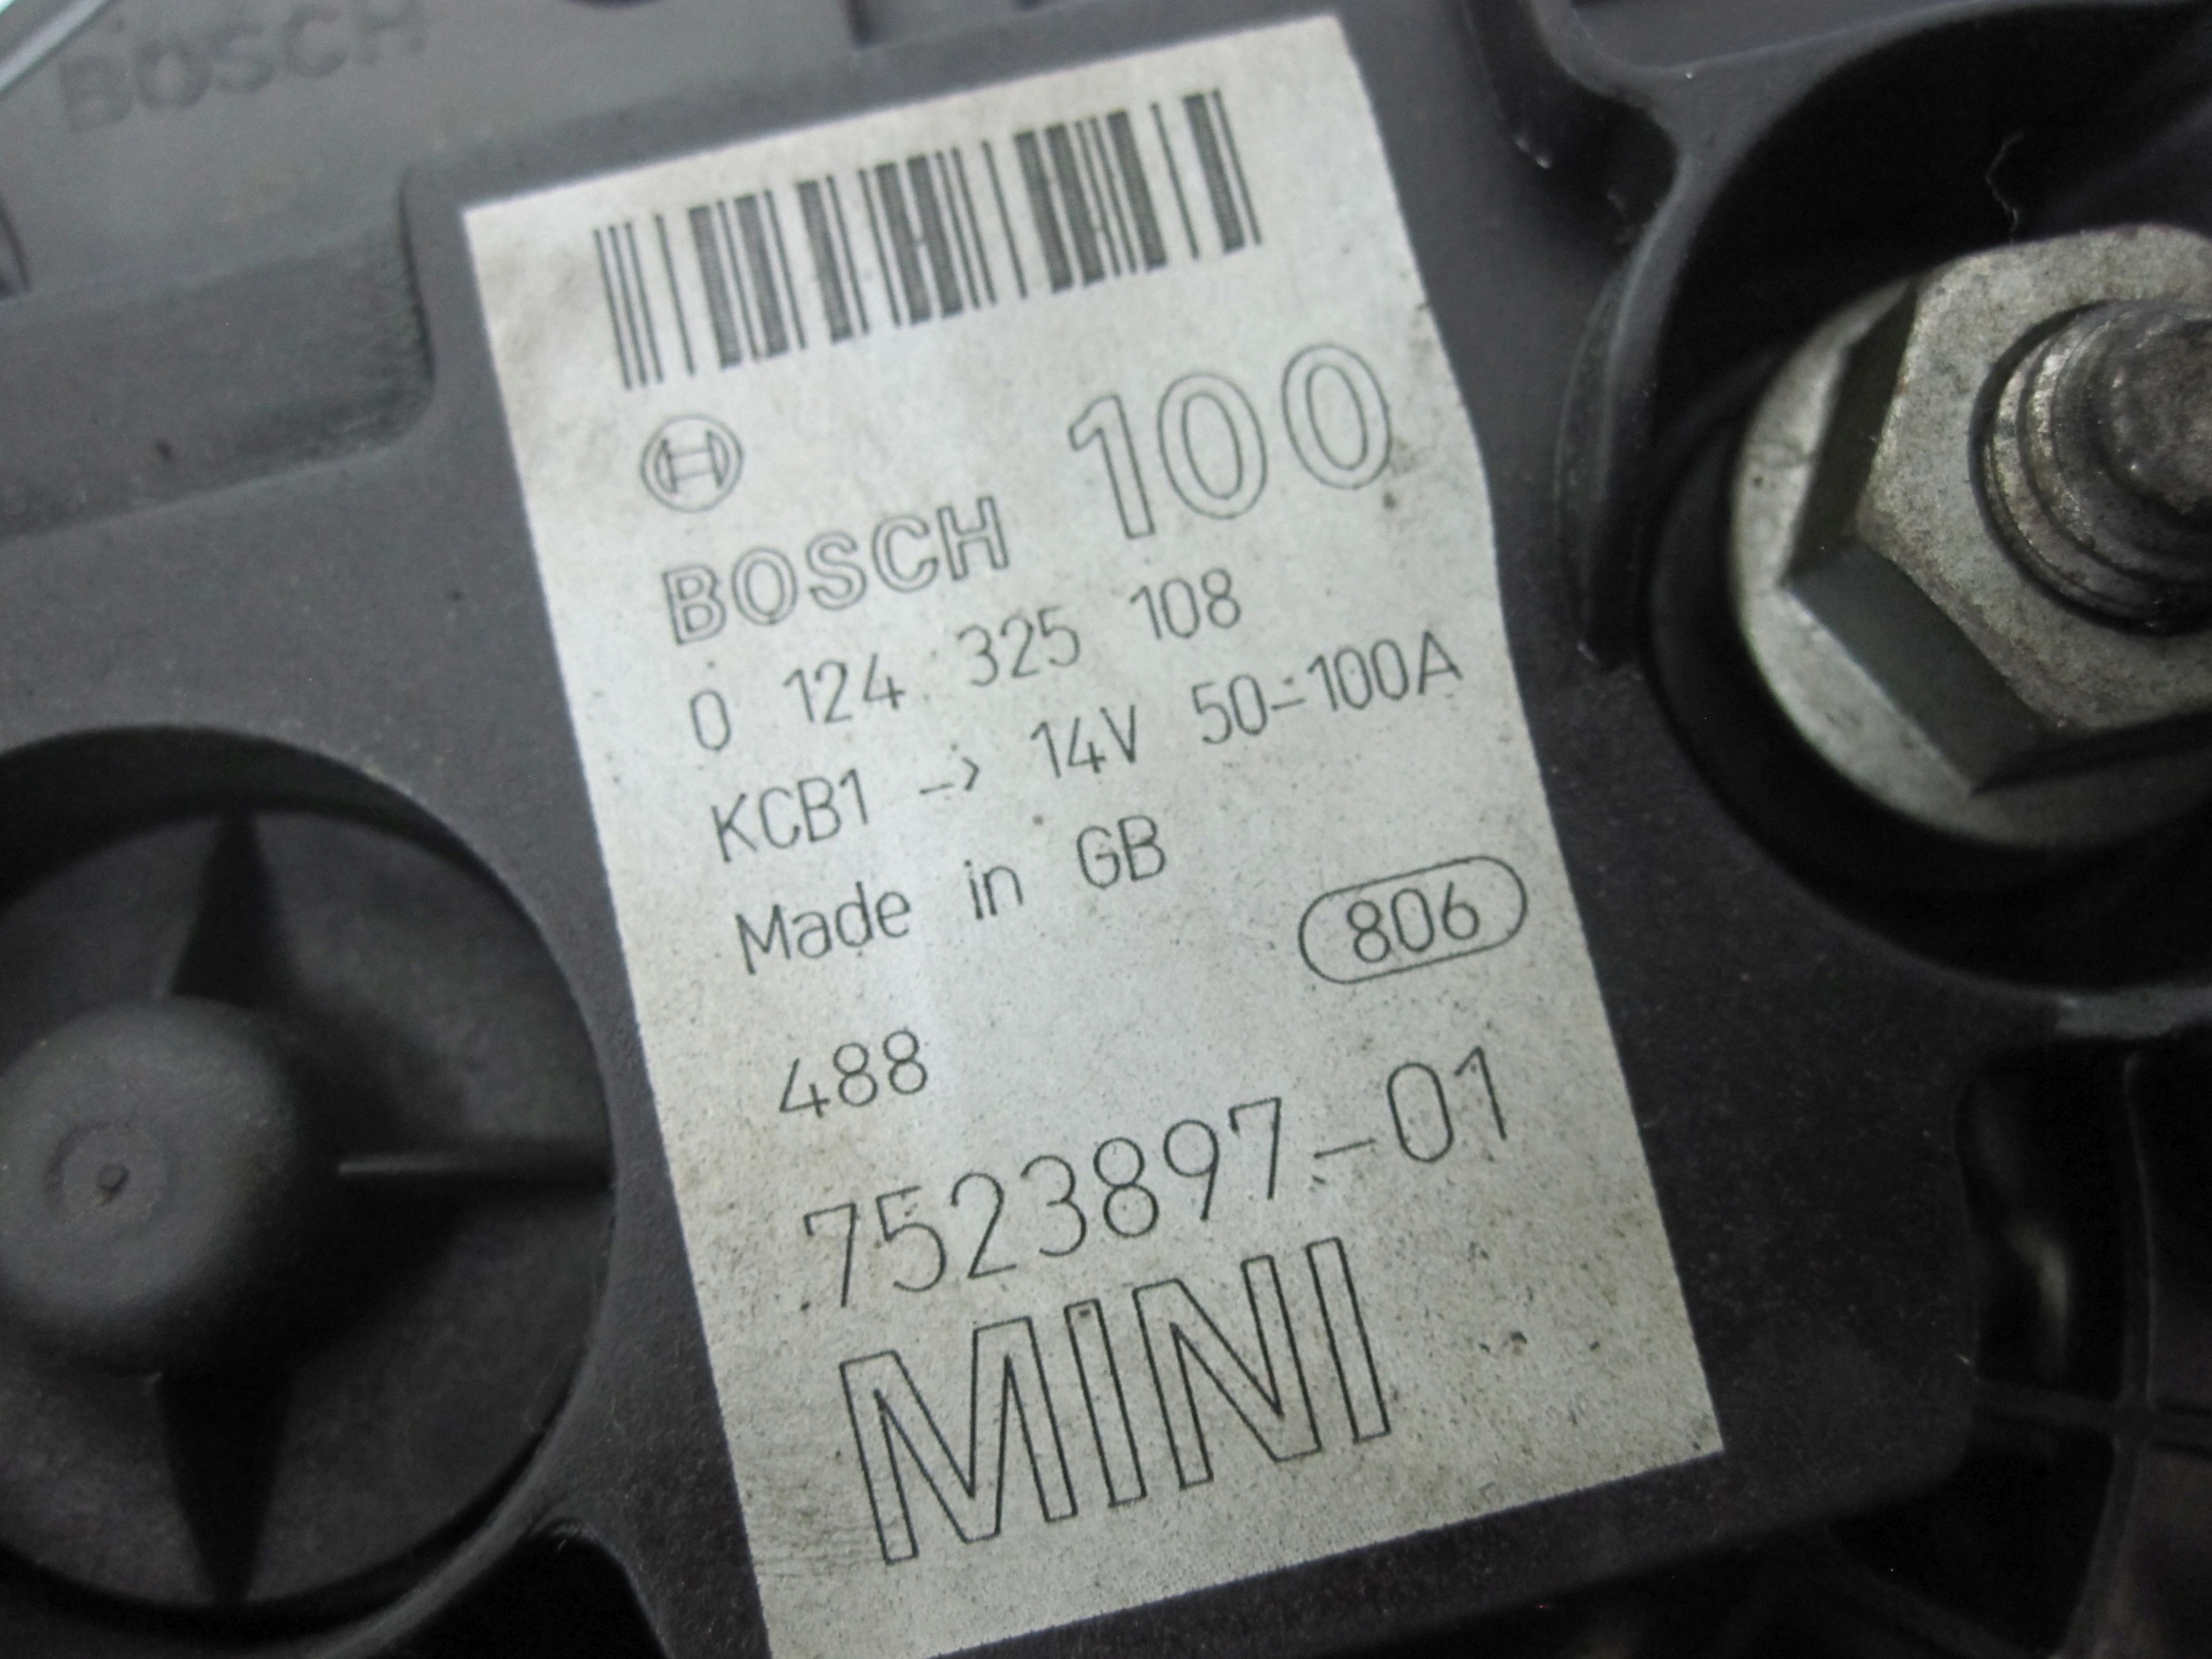 BOSCH
BOSCH 100
0 124 325 108
KCB1 -> 14V 50-100A
Made in GB
806
488
7523897-01
MINI